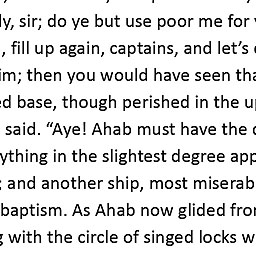 ly, sir; do ye but use poor me for
, fill up again, captains, and let's
im; then you would have seen tha
ed base, though perished in the u
said. "Aye! Ahab must have the
ything in the slightest degree app
; and another ship, most miserab
baptism. As Ahab now glided fro
g with the circle of singed locks w